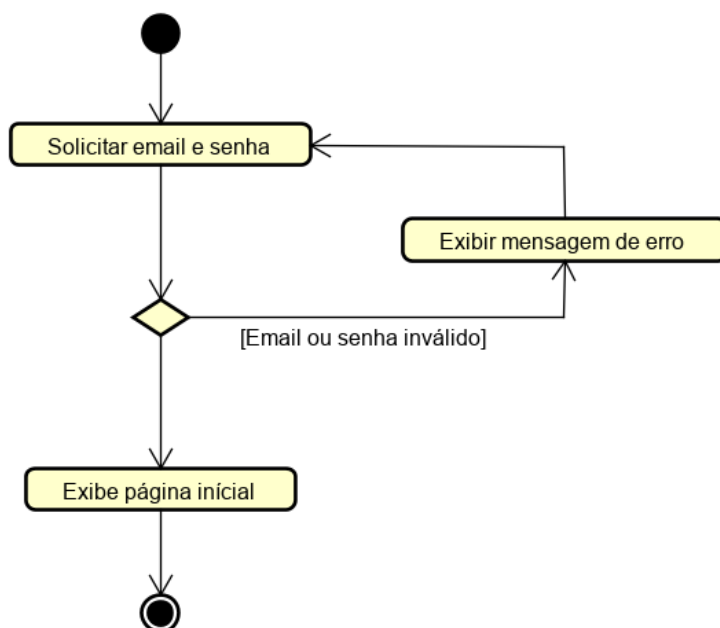 Solicitar email e senha
Exibir mensagem de erro
[Email ou senha inválido]
Exibe página inícial